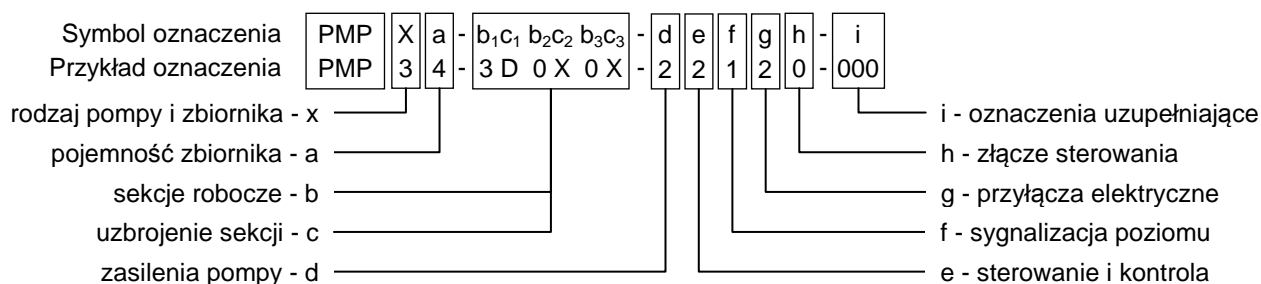 Symbol oznaczenia PMP X a - b₁c₁ b₂c₂ b₃c₃ - d e f g h - i
Przykład oznaczenia PMP 3 4 - 3 D 0 X 0 X - 2 2 1 2 0 - 000
rodzaj pompy i zbiornika - x
pojemność zbiornika - a
sekcje robocze - b
uzbrojenie sekcji - c
zasilenia pompy - d
i - oznaczenia uzupełniające
h - złącze sterowania
g - przyłącza elektryczne
f - sygnalizacja poziomu
e - sterowanie i kontrola